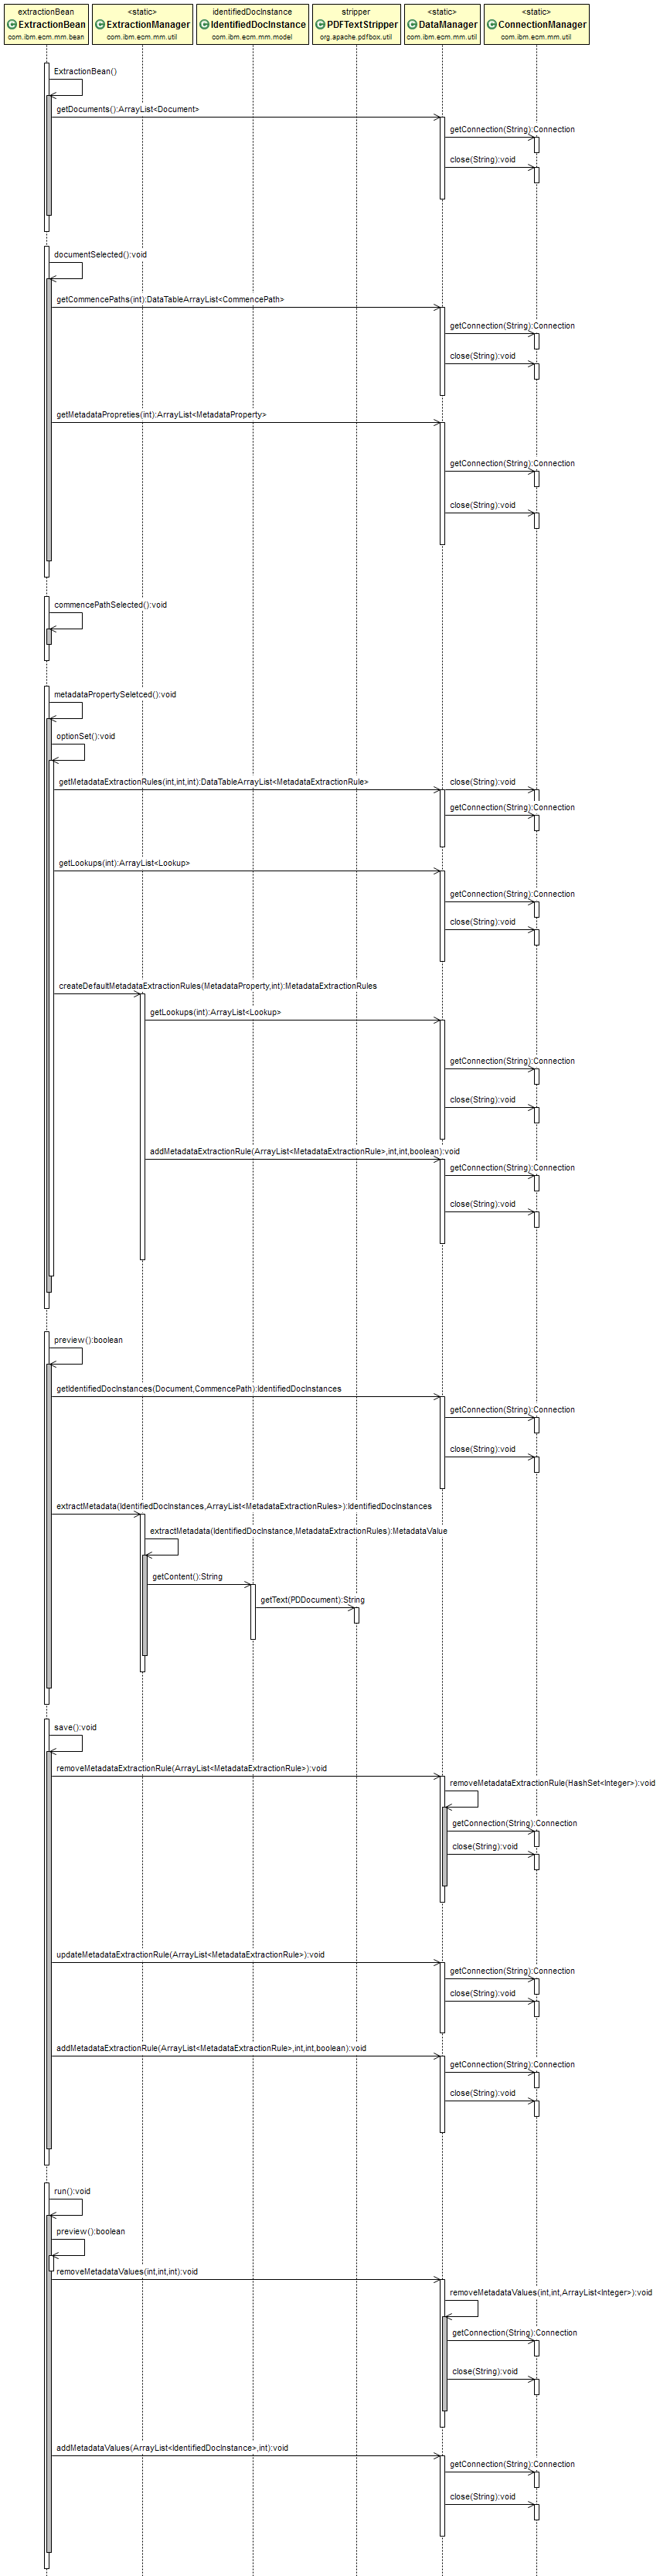 extractionBean
ExtractionBean
com.ibm.ecm.mm.bean
<static>
ExtractionManager
com.ibm.ecm.mm.util
identifiedDocInstance
IdentifiedDocInstance
com.ibm.ecm.mm.model
stripper
PDFTextStripper
org.apache.pdfbox.util
<static>
DataManager
com.ibm.ecm.mm.util
<static>
ConnectionManager
com.ibm.ecm.mm.util
ExtractionBean()
getDocuments():ArrayList<Document>
getConnection(String):Connection
close(String):void
documentSelected():void
getCommencePaths(int):DataTableArrayList<CommencePath>
getConnection(String):Connection
close(String):void
getMetadataPropreties(int):ArrayList<MetadataProperty>
getConnection(String):Connection
close(String):void
commencePathSelected():void
metadataPropertySeletced():void
optionSet():void
getMetadataExtractionRules(int,int,int):DataTableArrayList<MetadataExtractionRule>
close(String):void
getConnection(String):Connection
getLookups(int):ArrayList<Lookup>
getConnection(String):Connection
close(String):void
createDefaultMetadataExtractionRules(MetadataProperty,int):MetadataExtractionRules
getLookups(int):ArrayList<Lookup>
getConnection(String):Connection
close(String):void
addMetadataExtractionRule(ArrayList<MetadataExtractionRule>,int,int,boolean):void
getConnection(String):Connection
close(String):void
preview():boolean
getIdentifiedDocInstances(Document,CommencePath):IdentifiedDocInstances
getConnection(String):Connection
close(String):void
extractMetadata(IdentifiedDocInstances,ArrayList<MetadataExtractionRules>):IdentifiedDocInstances
extractMetadata(IdentifiedDocInstance,MetadataExtractionRules):MetadataValue
getContent():String
getText(PDDocument):String
save():void
removeMetadataExtractionRule(ArrayList<MetadataExtractionRule>):void
removeMetadataExtractionRule(HashSet<Integer>):void
getConnection(String):Connection
close(String):void
updateMetadataExtractionRule(ArrayList<MetadataExtractionRule>):void
getConnection(String):Connection
close(String):void
addMetadataExtractionRule(ArrayList<MetadataExtractionRule>,int,int,boolean):void
getConnection(String):Connection
close(String):void
run():void
preview():boolean
removeMetadataValues(int,int,int):void
removeMetadataValues(int,int,ArrayList<Integer>):void
getConnection(String):Connection
close(String):void
addMetadataValues(ArrayList<IdentifiedDocInstance>,int):void
getConnection(String):Connection
close(String):void